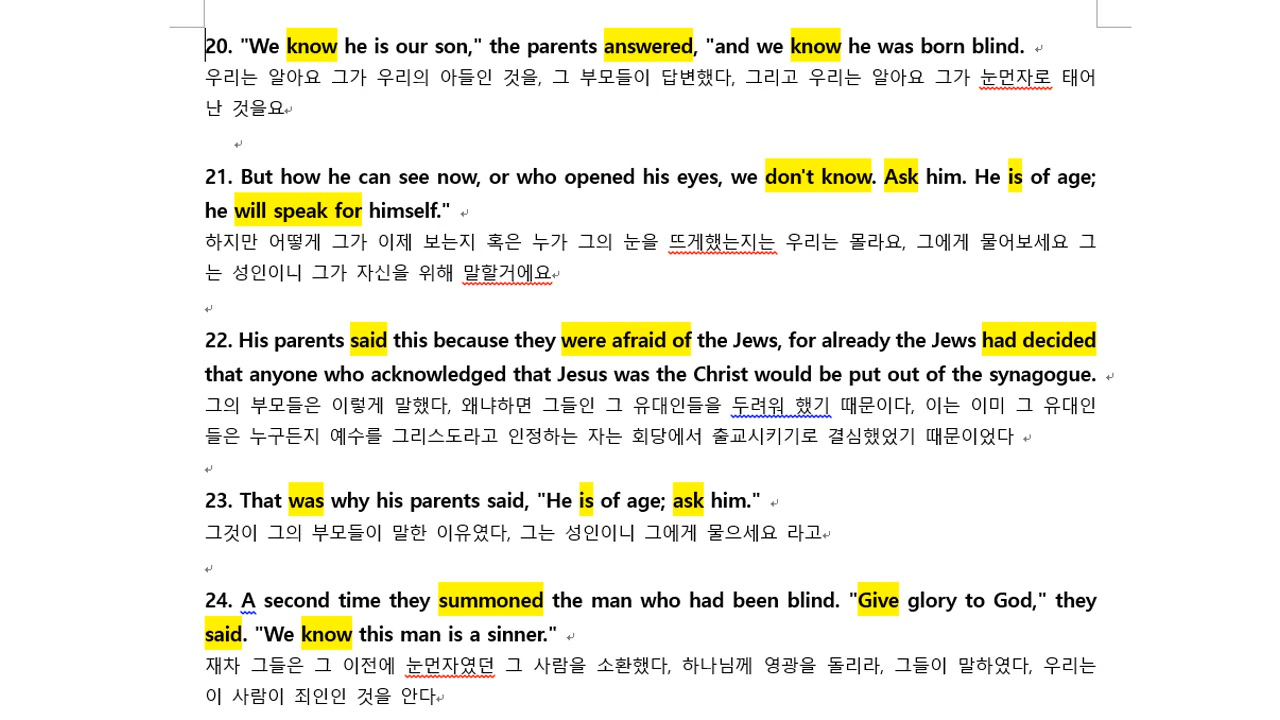 20. "We know he is our son," the parents answered, "and we know he was born blind.
우리는 알아요 그가 우리의 아들인 것을, 그 부모들이 답변했다, 그리고 우리는 알아요 그가 눈먼자로 태어
난 것을요
21. But how he can see now, or who opened his eyes, we don't know. Ask him. He is of age;
he will speak for himself."
하지만 어떻게 그가 이제 보는지 혹은 누가 그의 눈을 뜨게했는지는 우리는 몰라요, 그에게 물어보세요 그
는 성인이니 그가 자신을 위해 말할거에요
22. His parents said this because they were afraid of the Jews, for already the Jews had decided
that anyone who acknowledged that Jesus was the Christ would be put out of the synagogue.
그의 부모들은 이렇게 말했다, 왜냐하면 그들인 그 유대인들을 두려워 했기 때문이다, 이는 이미 그 유대인
들은 누구든지 예수를 그리스도라고 인정하는 자는 회당에서 출교시키기로 결심했었기 때문이었다
23. That was why his parents said, "He is of age; ask him."
그것이 그의 부모들이 말한 이유였다, 그는 성인이니 그에게 물으세요 라고
24. A second time they summoned the man who had been blind. "Give glory to God," they
said. "We know this man is a sinner."
재차 그들은 그 이전에 눈먼자였던 그 사람을 소환했다, 하나님께 영광을 돌리라, 그들이 말하였다, 우리는
이 사람이 죄인인 것을 안다